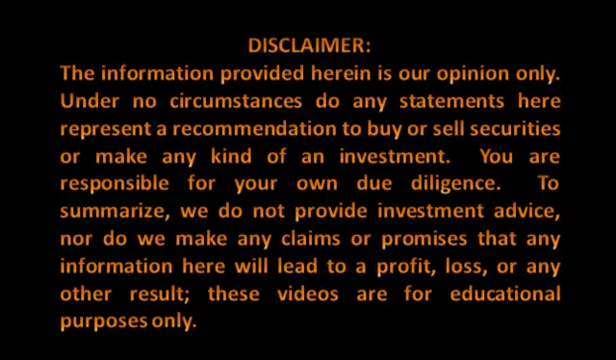 DISCLAIMER:
The information provided herein is our opinion only.
Under no circumstances do any statements here
represent a recommendation to buy or sell securities
or make any kind of an investment. You are
responsible for your own due diligence. To
summarize, we do not provide investment advice,
nor do we make any claims or promises that any
information here will lead to a profit, loss, or any
other result; these videos are for educational
purposes only.